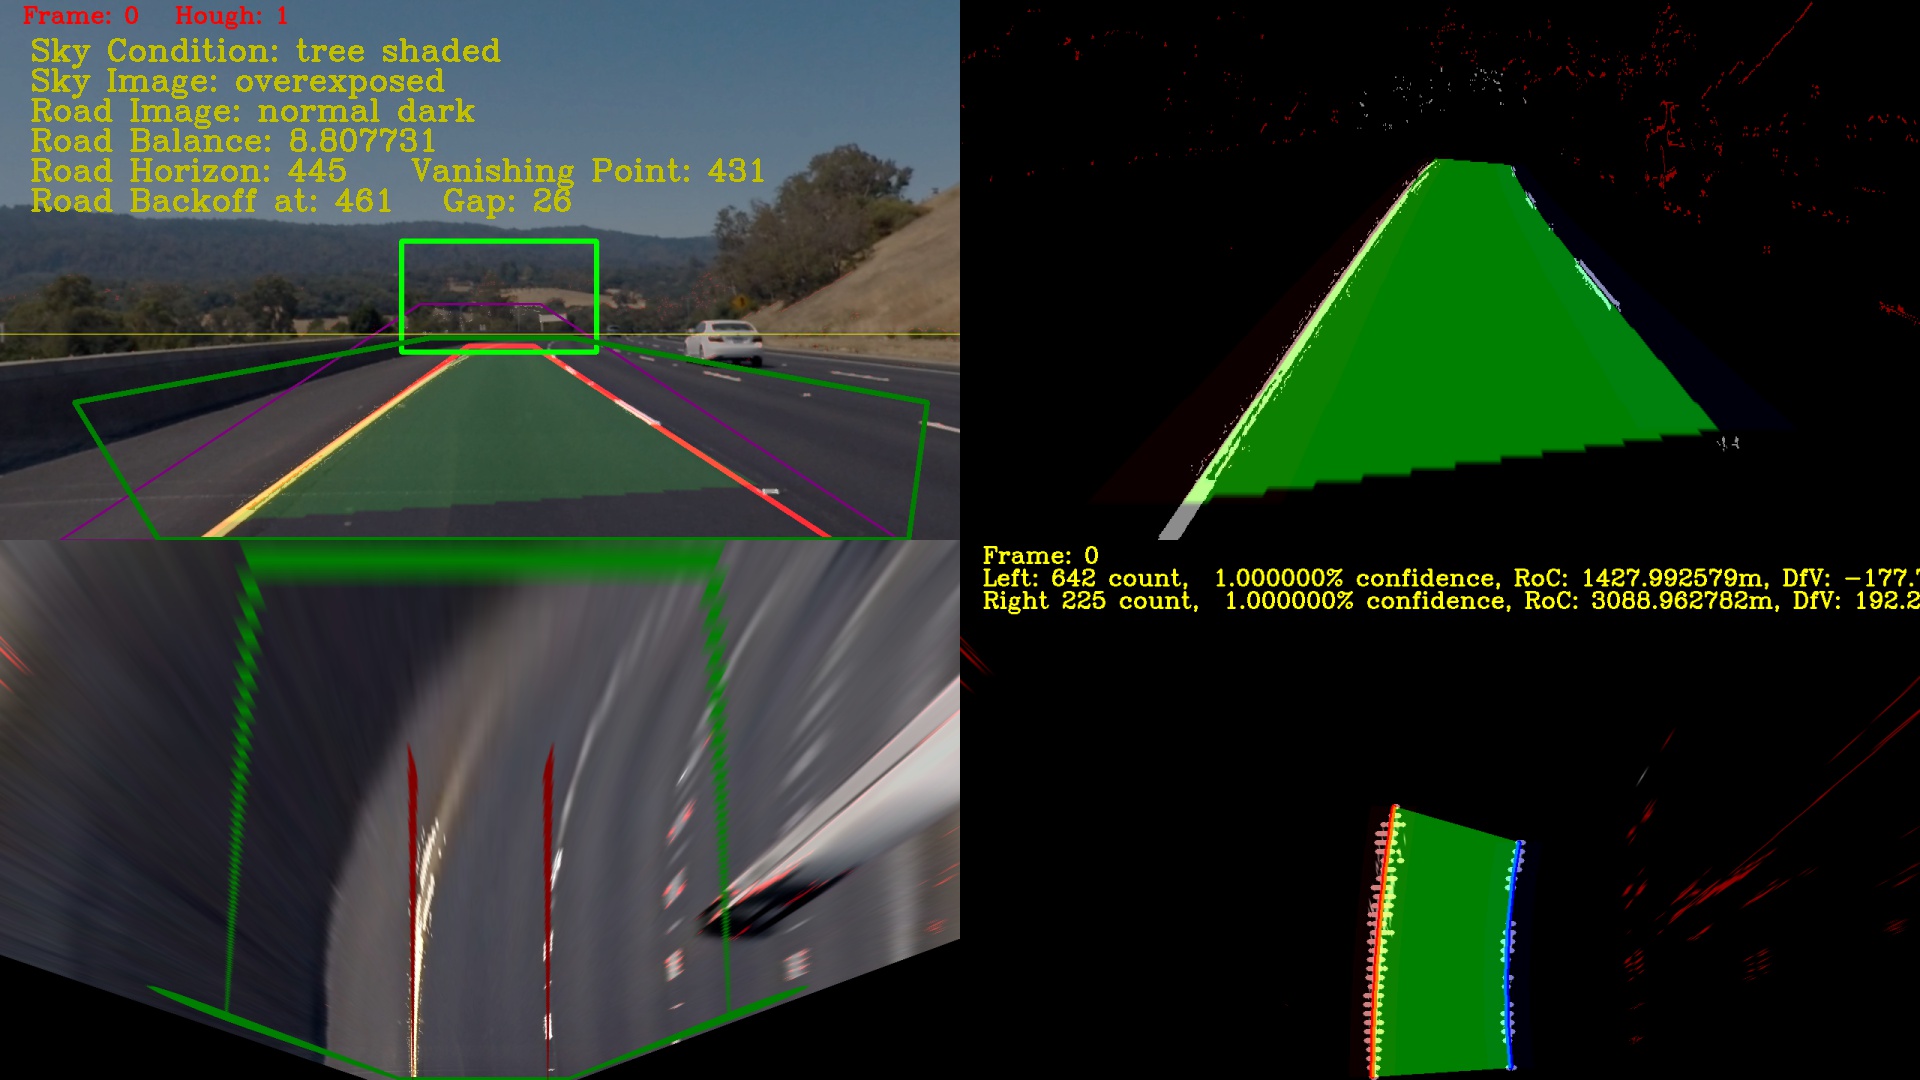 Frame: 0   Hough: 1
Sky Condition: tree shaded
Sky Image: overexposed
Road Image: normal dark
Road Balance: 8.807731
Road Horizon: 445   Vanishing Point: 431
Road Backoff at: 461   Gap: 26
Frame: 0
Left: 642 count,  1.000000% confidence, RoC: 1427.992579m, DfV: −177.7
Right 225 count,  1.000000% confidence, RoC: 3088.962782m, DfV: 192.2